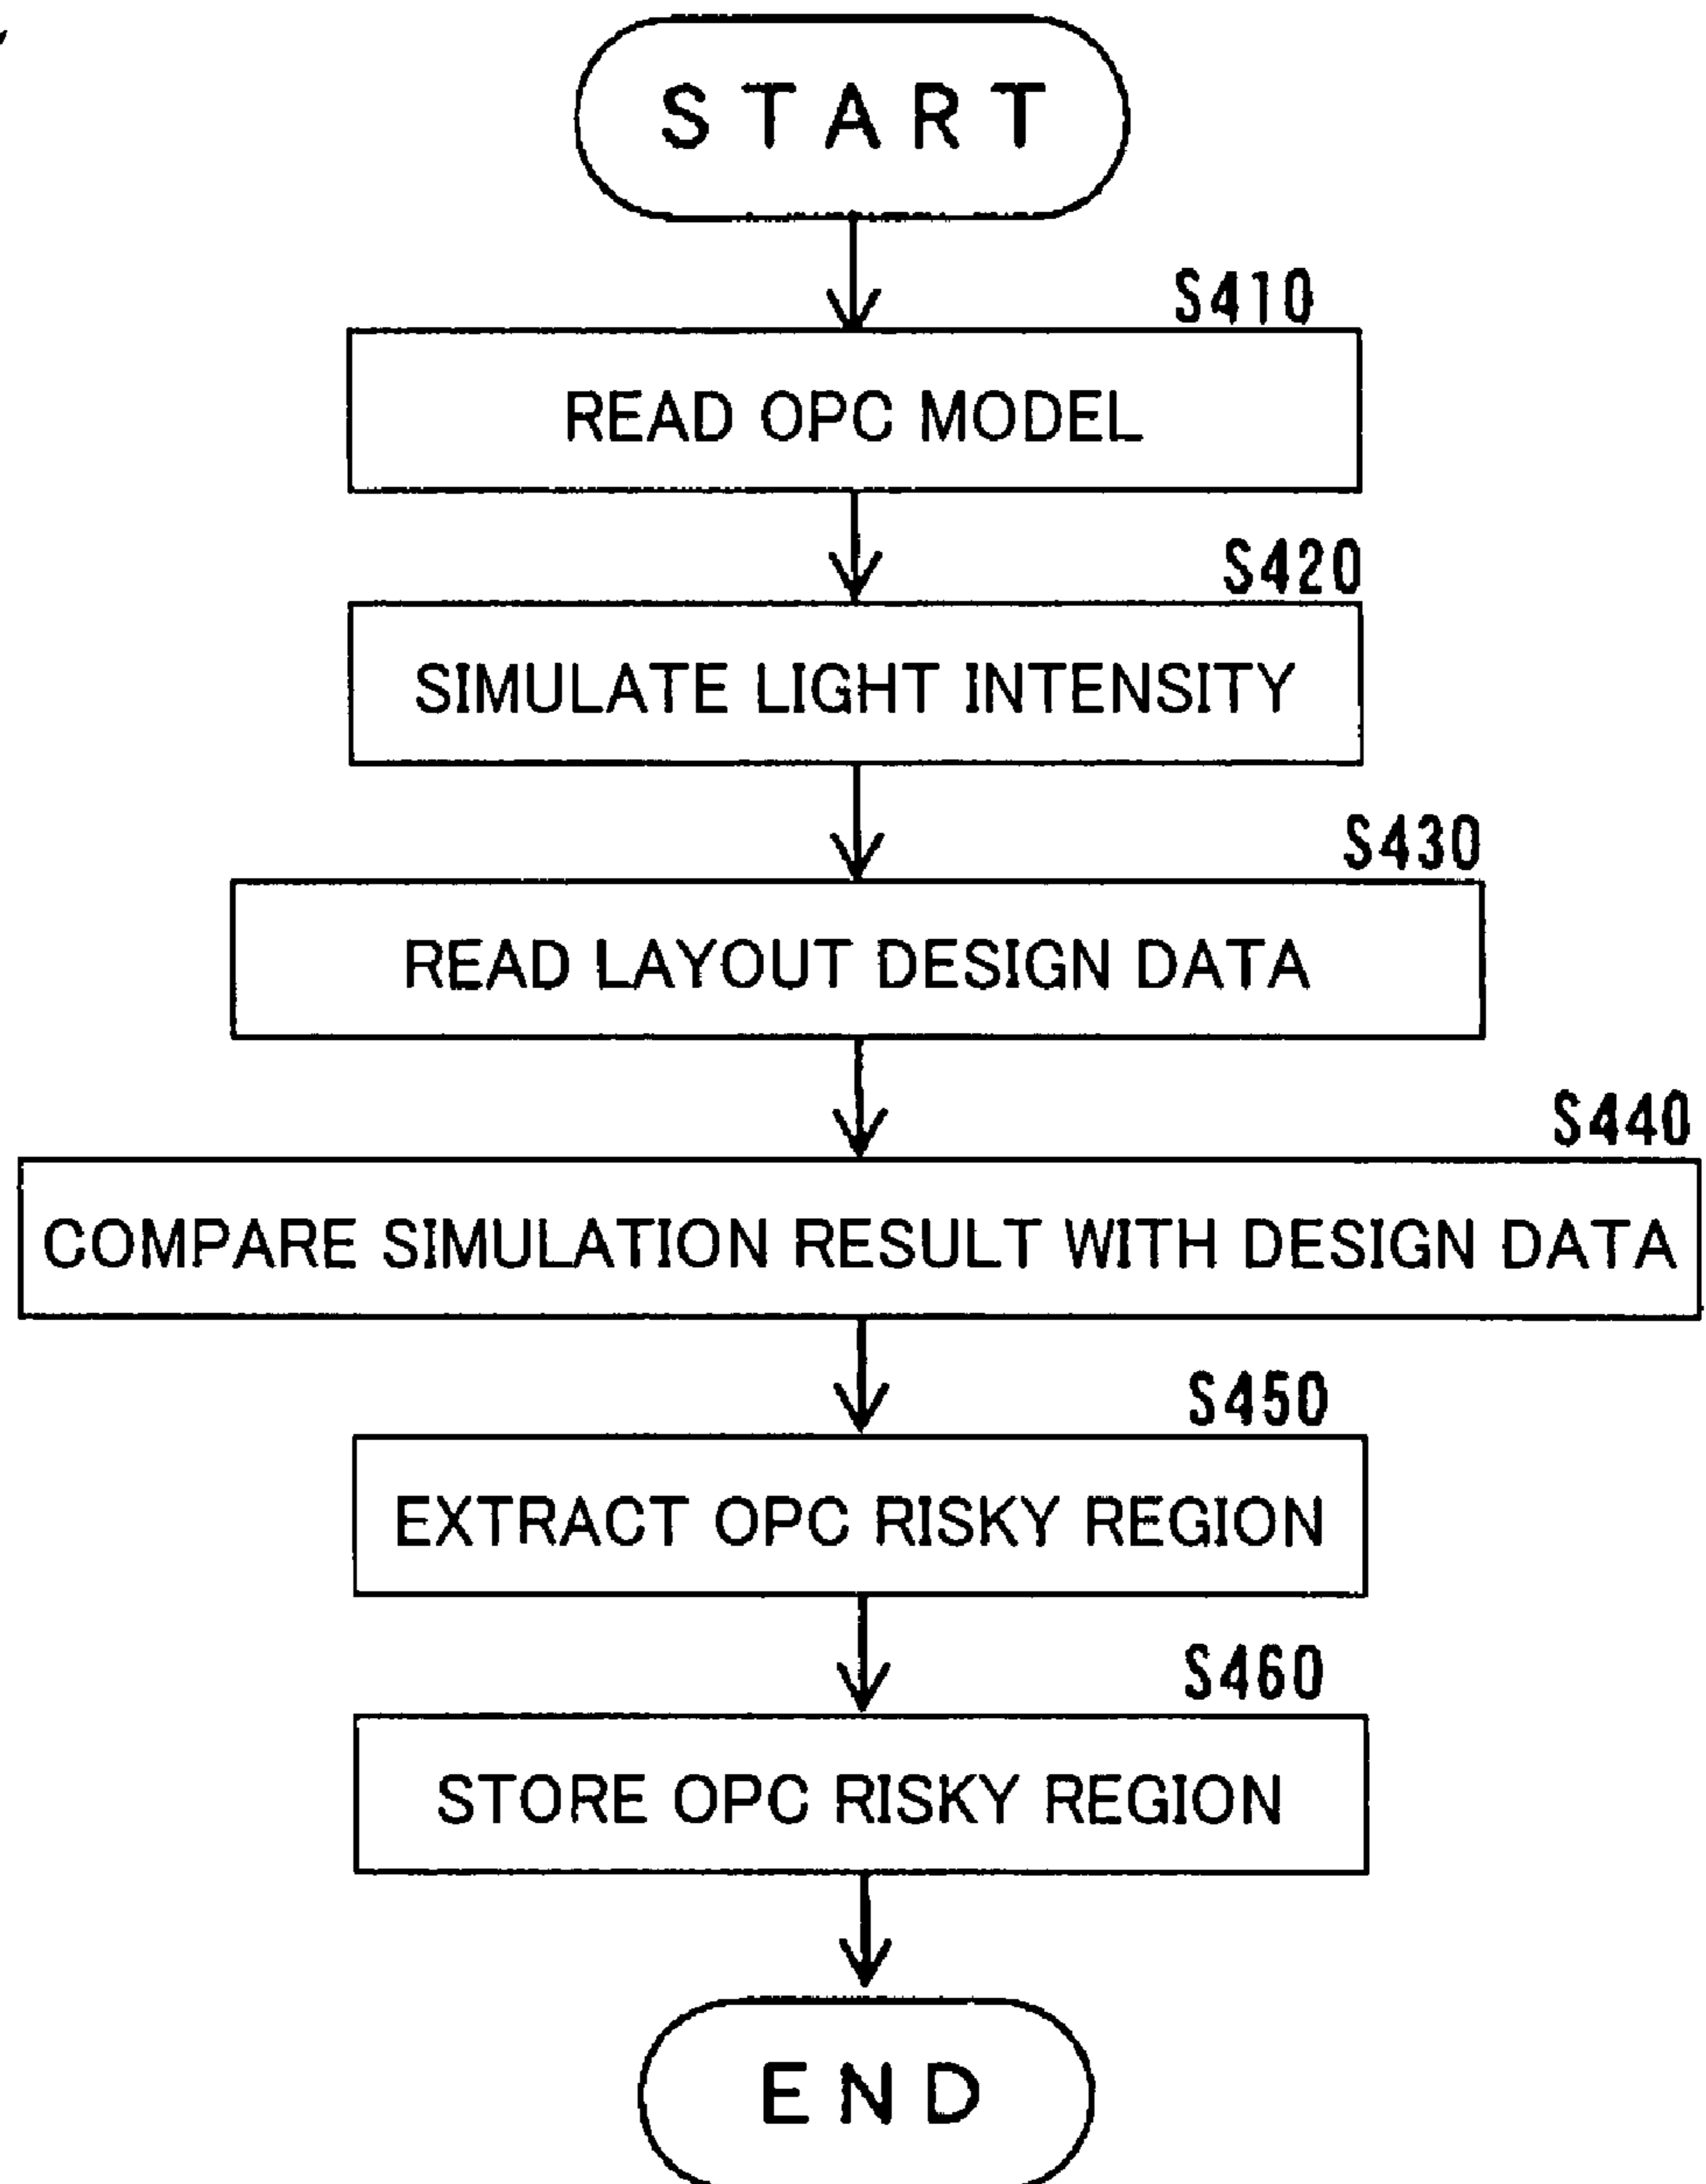 START
S410
READ OPC MODEL
S420
SIMULATE LIGHT INTENSITY
S430
READ LAYOUT DESIGN DATA
S440
COMPARE SIMULATION RESULT WITH DESIGN DATA
S450
EXTRACT OPC RISKY REGION
S460
STORE OPC RISKY REGION
END